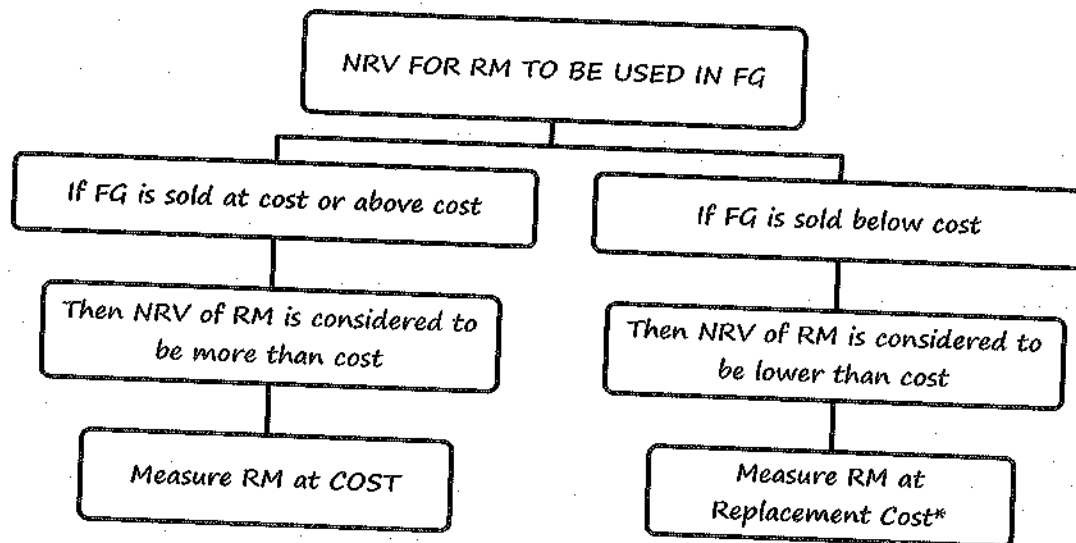 NRV FOR RM TO BE USED IN FG
If FG is sold at cost or above cost
If FG is sold below cost
Then NRV of RM is considered to
be more than cost
Then NRV of RM is considered to
be lower than cost
Measure RM at COST
Measure RM at
Replacement Cost*